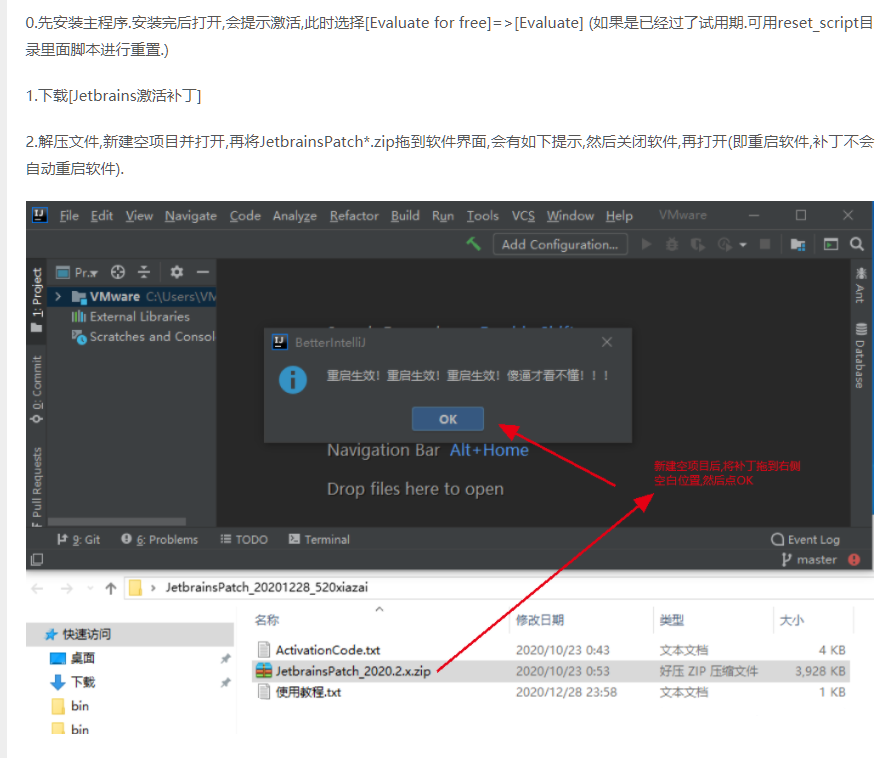 0.先安装主程序.安装完后打开,会提示激活,此时选择[Evaluate for free]=>[Evaluate] (如果是已经过了试用期.可用reset_script目
录里面脚本进行重置.)
1.下载[Jetbrains激活补丁]
2.解压文件,新建空项目并打开,再将JetbrainsPatch*.zip拖到软件界面,会有如下提示,然后关闭软件,再打开(即重启软件,补丁不会
自动重启软件).
IJ File Edit View Navigate Code Analyze Refactor Build Run Tools VCS Window Help VMware
Add Configuration...
1: Project
Pr..
VMware C:\Users\VM
External Libraries
Scratches and Consol
0: Commit
Pull Requests
Ant
Database
IJ BetterIntelliJ
重启生效！重启生效！重启生效！傻逼才看不懂！！！
OK
Navigation Bar Alt+Home
Drop files here to open
新建空项目后,将补丁拖到右侧
空白位置,然后点OK
9: Git 6: Problems TODO Terminal Event Log
master
JetbrainsPatch_20201228_520xiazai
名称 修改日期 类型 大小
快速访问
桌面
下载
bin
bin
ActivationCode.txt 2020/10/23 0:43 文本文档 4 KB
JetbrainsPatch_2020.2.x.zip 2020/10/23 0:53 好压 ZIP 压缩文件 3,928 KB
使用教程.txt 2020/12/28 23:58 文本文档 1 KB